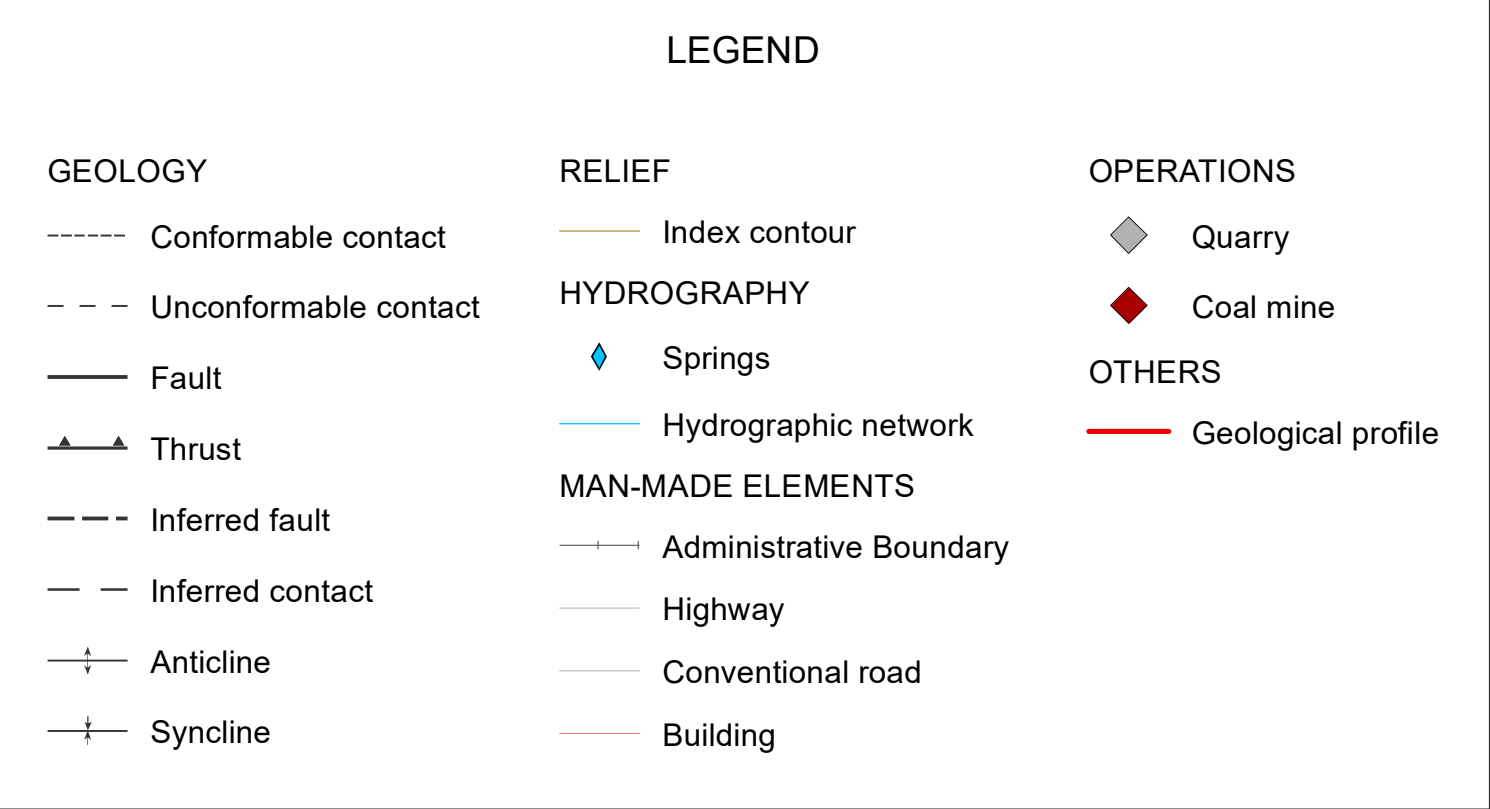 LEGEND
GEOLOGY
Conformable contact
Unconformable contact
Fault
Thrust
Inferred fault
Inferred contact
Anticline
Syncline
RELIEF
Index contour
HYDROGRAPHY
Springs
Hydrographic network
MAN-MADE ELEMENTS
Administrative Boundary
Highway
Conventional road
Building
OPERATIONS
Quarry
Coal mine
OTHERS
Geological profile